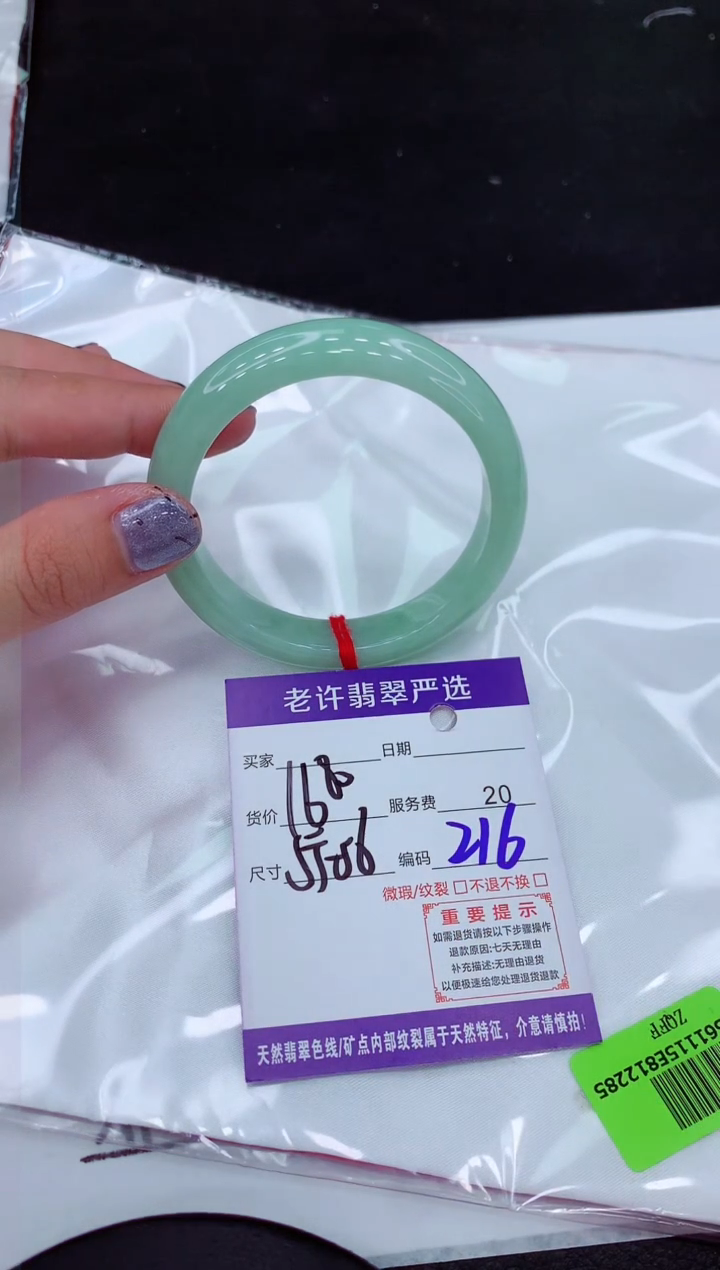 老许翡翠严选
买家 日期
货价 1680 服务费 20
尺寸 编码 216
微瑕/纹裂 □ 不退不换 □
重要提示
如需退货请按以下步骤操作
退款原因:七天无理由
补充描述:无理由退货
以便极速给您处理退货退款
天然翡翠色线/矿点内部纹裂属于天然特征，介意请慎拍！
ZQFP